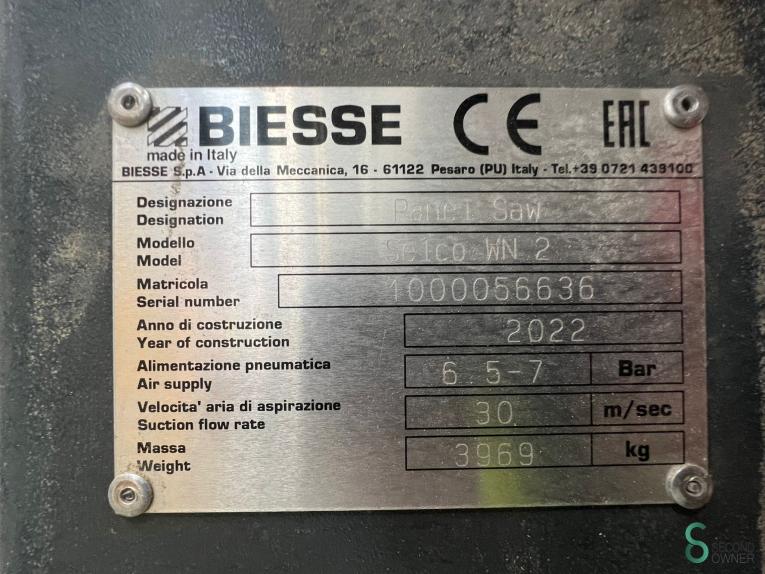 BIESSE CE EAC
made in Italy
BIESSE S.p.A - Via della Meccanica, 16 - 61122 Pesaro (PU) Italy - Tel.+39 0721 439100
Designazione
Designation
Panel Saw
Modello
Model
Selco WN 2
Matricola
Serial number
1000056636
Anno di costruzione
Year of construction
2022
Alimentazione pneumatica
Air supply
6 5-7 Bar
Velocita' aria di aspirazione
Suction flow rate
30 m/sec
Massa
Weight
3969 kg
SECOND
OWNER